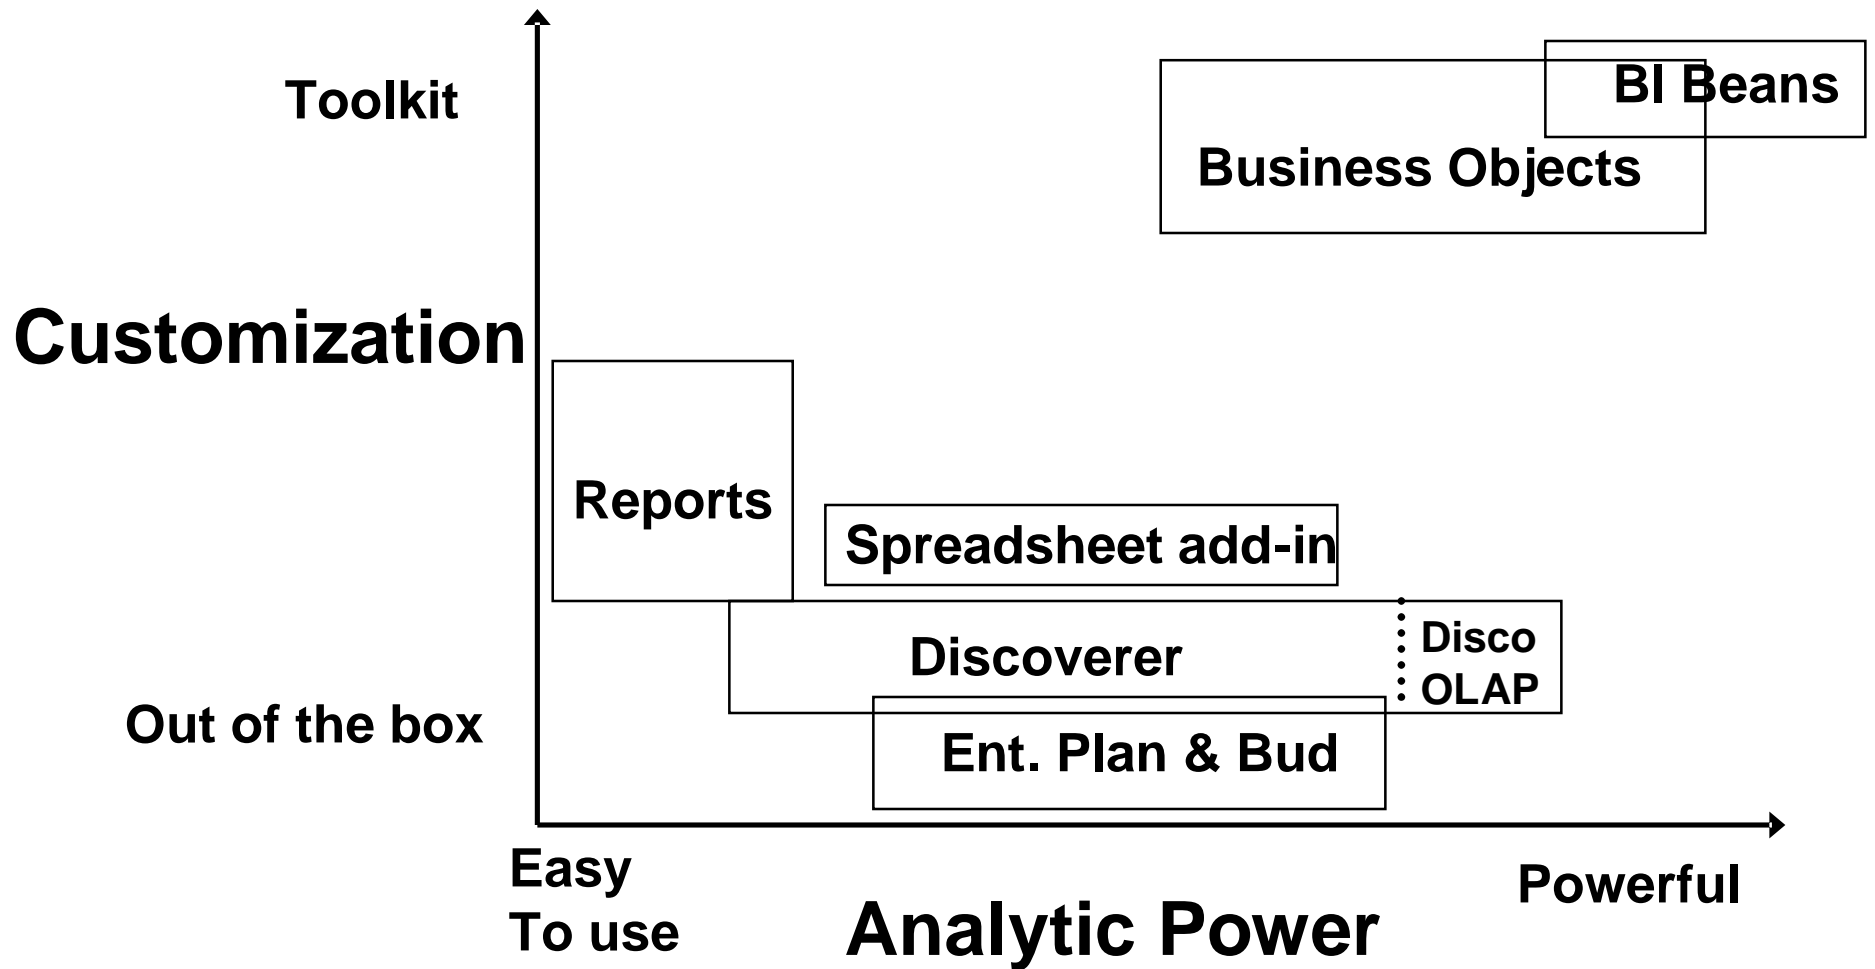 Toolkit
BI Beans
Business Objects
Customization
Reports
Spreadsheet add-in
Discoverer
Disco
OLAP
Out of the box
Ent. Plan & Bud
Easy
To use
Powerful
Analytic Power